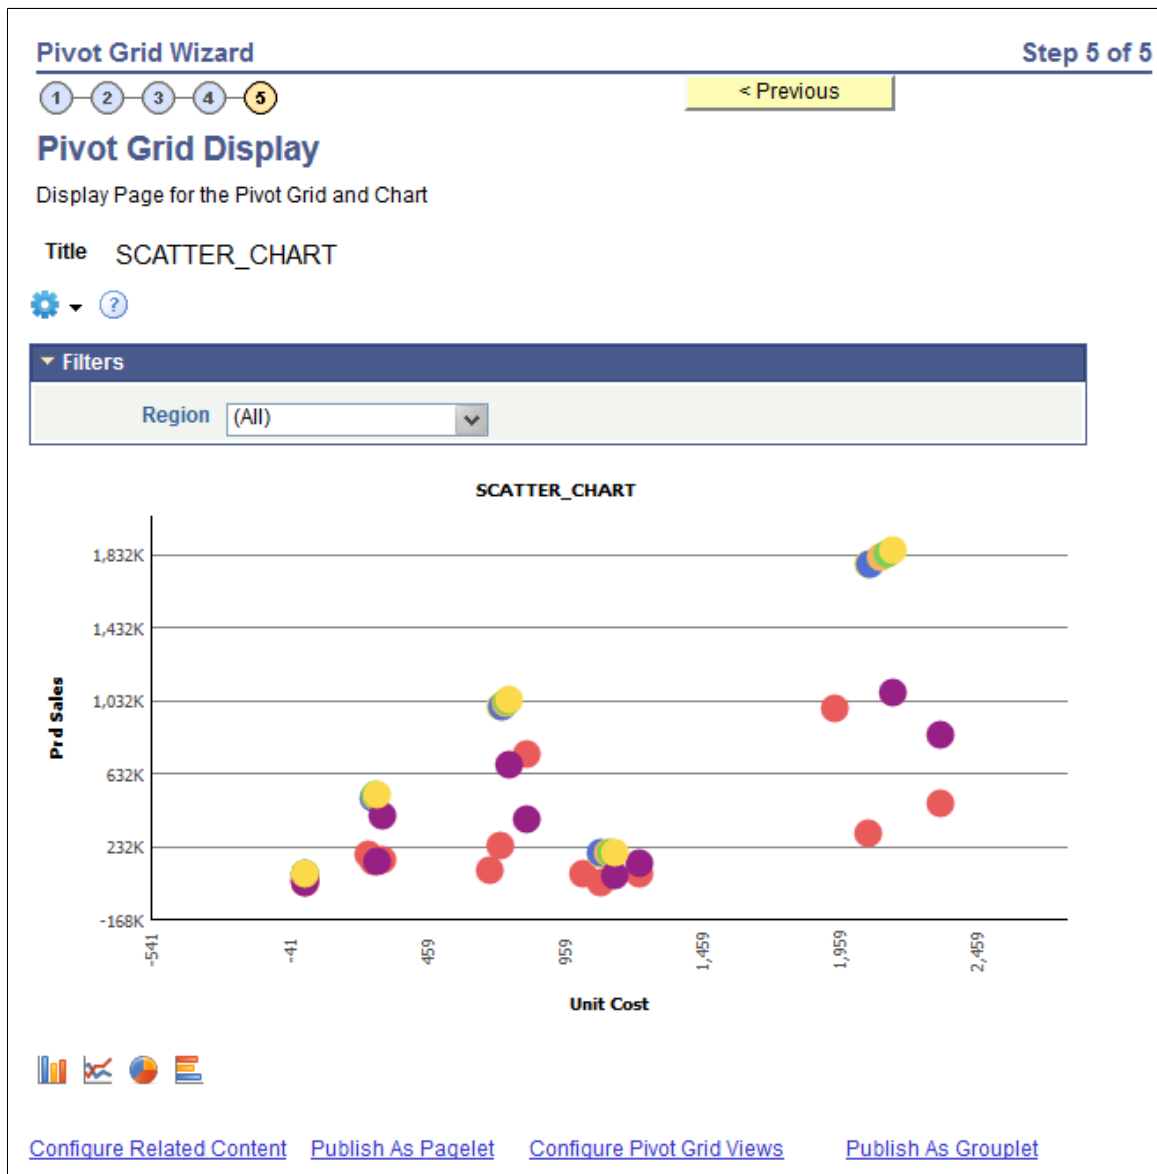 Pivot Grid Wizard Step 5 of 5
1 2 3 4 5 < Previous
Pivot Grid Display
Display Page for the Pivot Grid and Chart
Title SCATTER_CHART
?
Filters
Region (All)
SCATTER_CHART
1,832K
1,432K
1,032K
632K
232K
-168K
Prd Sales
-541 -41 459 959 1,459 1,959 2,459
Unit Cost
Configure Related Content Publish As Pagelet Configure Pivot Grid Views Publish As Grouplet